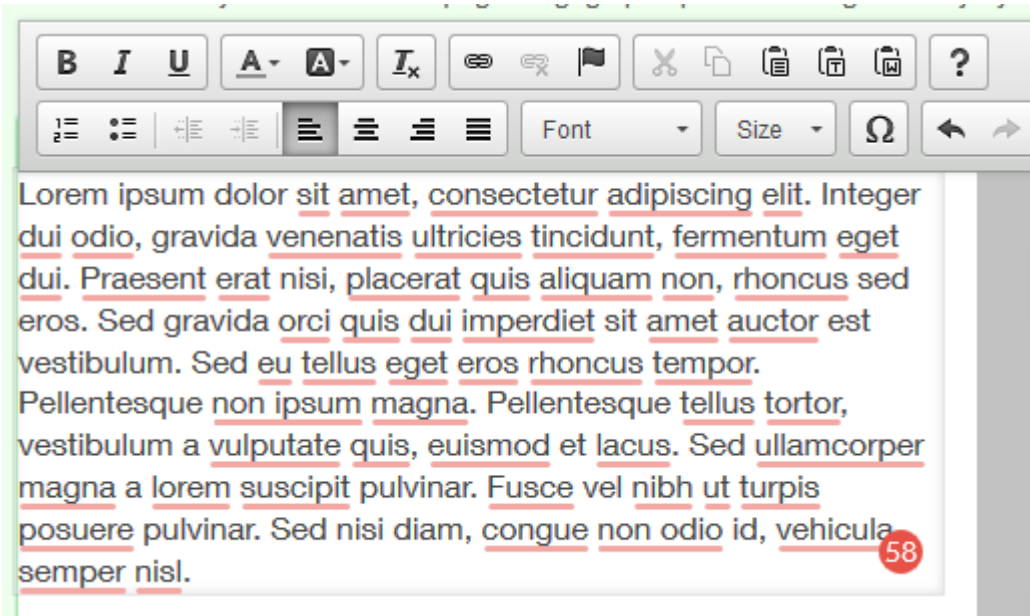 B I U A A Tx ?
Font Size Ω
Lorem ipsum dolor sit amet, consectetur adipiscing elit. Integer
dui odio, gravida venenatis ultricies tincidunt, fermentum eget
dui. Praesent erat nisi, placerat quis aliquam non, rhoncus sed
eros. Sed gravida orci quis dui imperdiet sit amet auctor est
vestibulum. Sed eu tellus eget eros rhoncus tempor.
Pellentesque non ipsum magna. Pellentesque tellus tortor,
vestibulum a vulputate quis, euismod et lacus. Sed ullamcorper
magna a lorem suscipit pulvinar. Fusce vel nibh ut turpis
posuere pulvinar. Sed nisi diam, congue non odio id, vehicula
58
semper nisl.